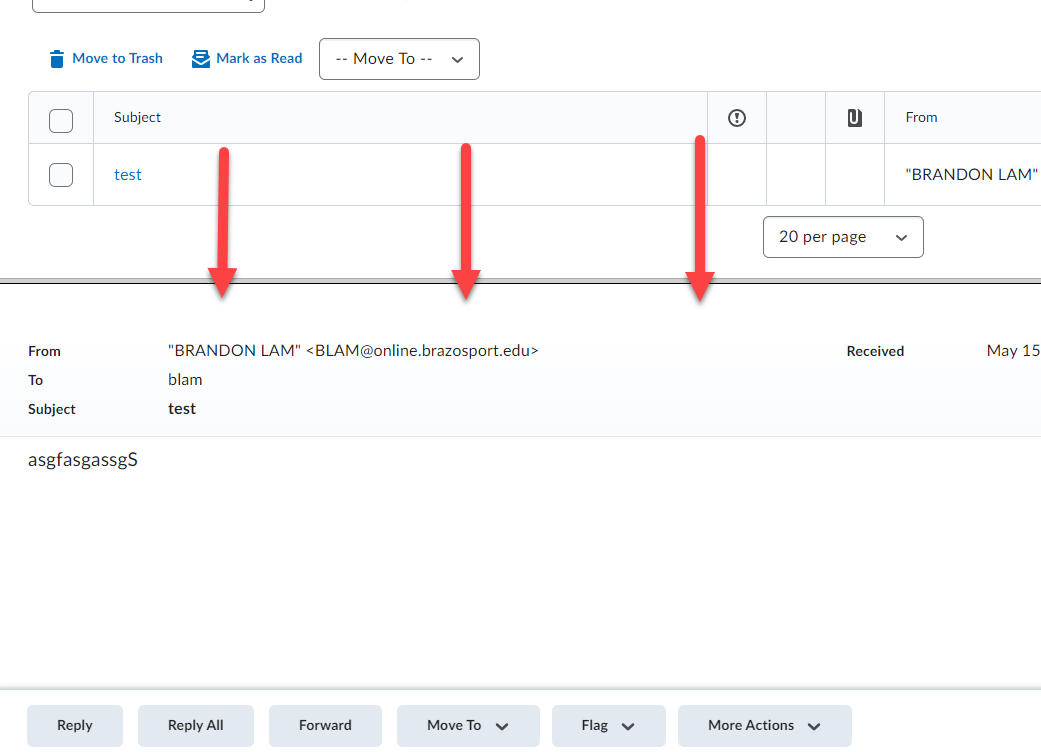 Move to Trash Mark as Read -- Move To --
Subject From
test "BRANDON LAM"
20 per page
From "BRANDON LAM" <BLAM@online.brazosport.edu> Received May 15
To blam
Subject test
asgfasgassgS
Reply Reply All Forward Move To Flag More Actions